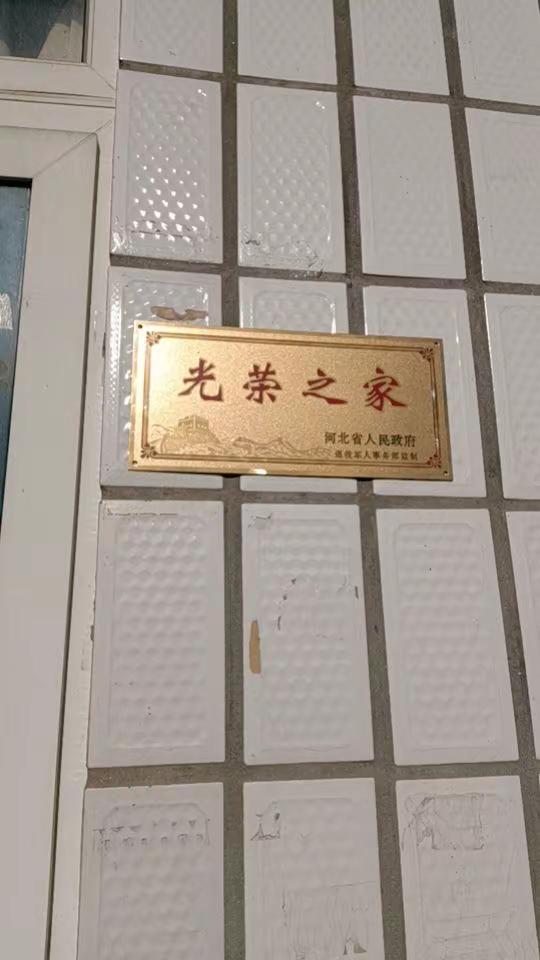 光荣之家
河北省人民政府
退役军人事务部监制